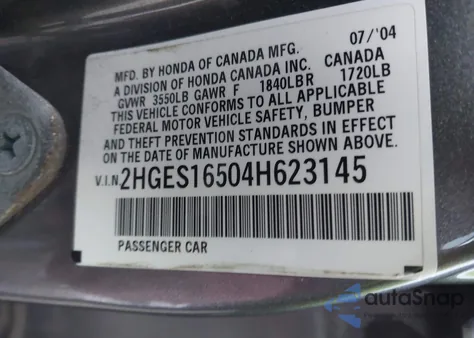 07/'04
MFD. BY HONDA OF CANADA MFG.
A DIVISION OF HONDA CANADA INC. CANADA
GVWR 3550LB GAWR F 1840LBR 1720LB
THIS VEHICLE CONFORMS TO ALL APPLICABLE
FEDERAL MOTOR VEHICLE SAFETY, BUMPER
AND THEFT PREVENTION STANDARDS IN EFFECT
ON THE DATE OF MANUFACTURE SHOWN ABOVE.
V.I.N. 2HGES16504H623145
PASSENGER CAR
autaSnap